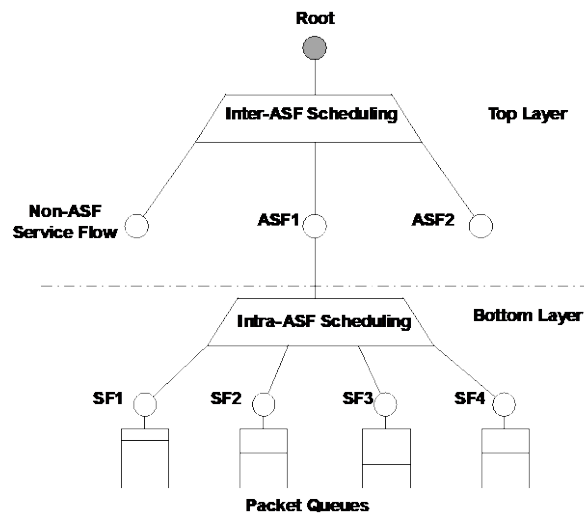 Root
Inter-ASF Scheduling
Top Layer
Non-ASF
Service Flow
ASF1
ASF2
Intra-ASF Scheduling
Bottom Layer
SF1
SF2
SF3
SF4
Packet Queues